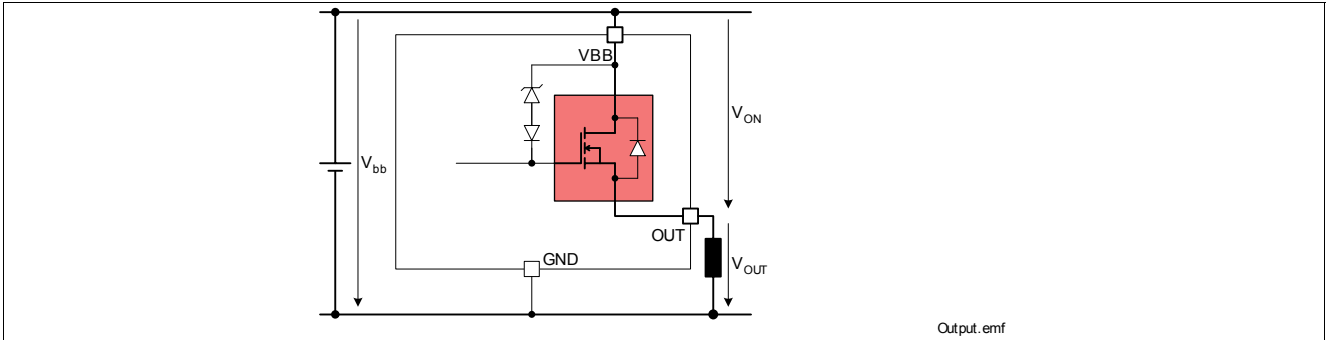 VBB
V_ON
V_bb
OUT
GND
V_OUT
Output.emf